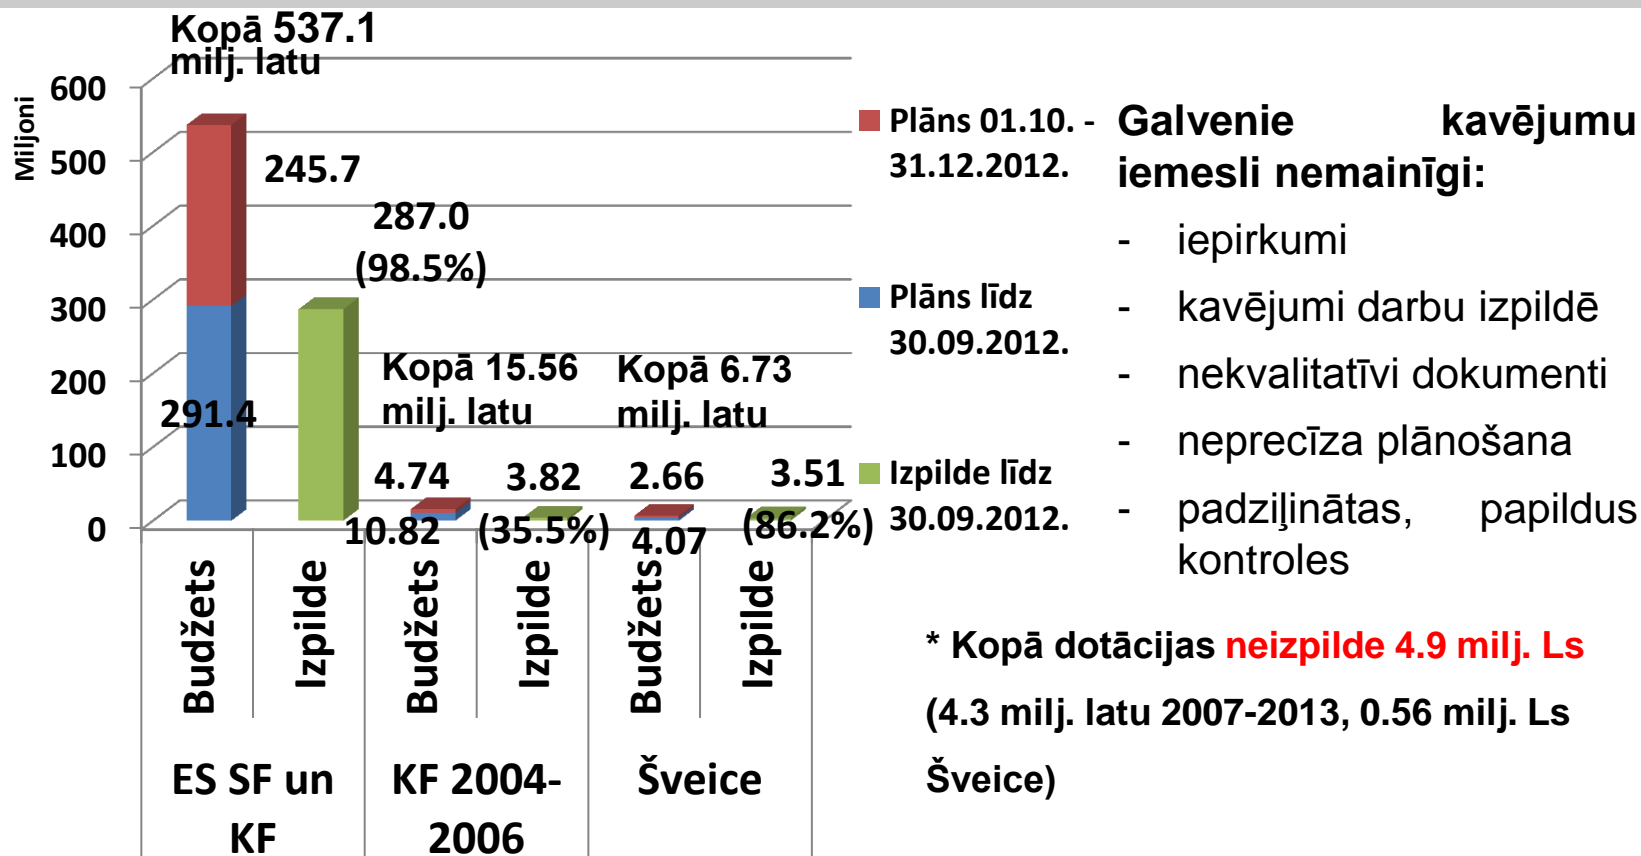 Kopā 537.1
milj. latu
Miljoni
600
500
400
300
200
100
0
245.7
291.4
287.0
(98.5%)
Kopā 15.56
milj. latu
4.74
10.82
3.82
(35.5%)
Kopā 6.73
milj. latu
2.66
4.07
3.51
(86.2%)
Budžets
Izpilde
Budžets
Izpilde
Budžets
Izpilde
ES SF un
KF
KF 2004-
2006
Šveice
Plāns 01.10. -
31.12.2012.
Plāns līdz
30.09.2012.
Izpilde līdz
30.09.2012.
Galvenie kavējumu
iemesli nemainīgi:
- iepirkumi
- kavējumi darbu izpildē
- nekvalitatīvi dokumenti
- neprecīza plānošana
- padziļinātas, papildus
kontroles
* Kopā dotācijas neizpilde 4.9 milj. Ls
(4.3 milj. latu 2007-2013, 0.56 milj. Ls
Šveice)